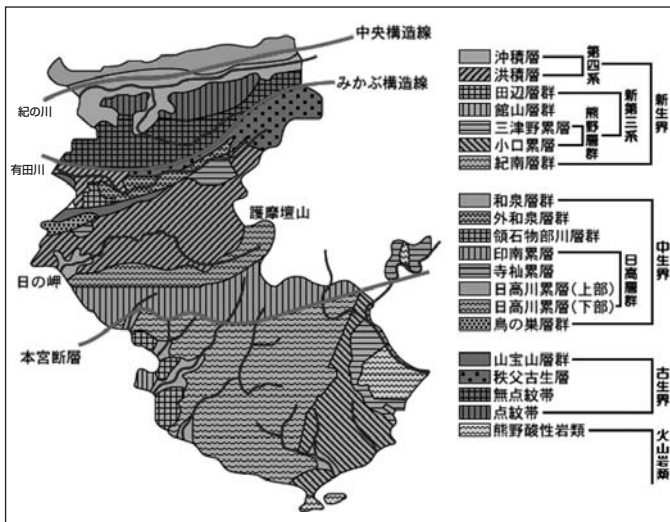 中央構造線
みかぶ構造線
紀の川
有田川
護摩壇山
日の岬
本宮断層
沖積層
洪積層
第四系
田辺層群
館山層群
三津野累層
小口累層
熊野層群
新第三系
紀南層群
新生界
和泉層群
外和泉層群
領石物部川層群
印南累層
寺杣累層
日高川累層(上部)
日高川累層(下部)
日高層群
鳥の巣層群
中生界
山宝山層群
秩父古生層
無点紋帯
点紋帯
古生界
熊野酸性岩類
火山岩類